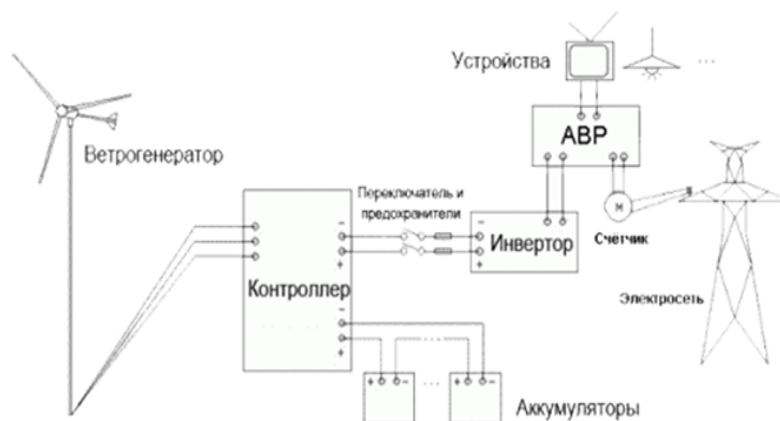 Устройства
...
АВР
Ветрогенератор
Переключатель и
предохранители
−
−
Инвертор
+
+
М
Счётчик
Контроллер
Электросеть
−
+
+ −
...
+ −
Аккумуляторы